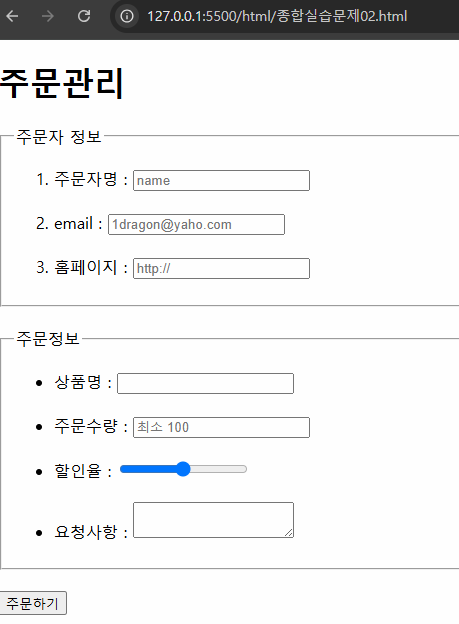 127.0.0.1:5500/html/종합실습문제02.html
주문관리
주문자 정보
1. 주문자명 : name
2. email : 1dragon@yaho.com
3. 홈페이지 : http://
주문정보
• 상품명 :
• 주문수량 : 최소 100
• 할인율 :
• 요청사항 :
주문하기